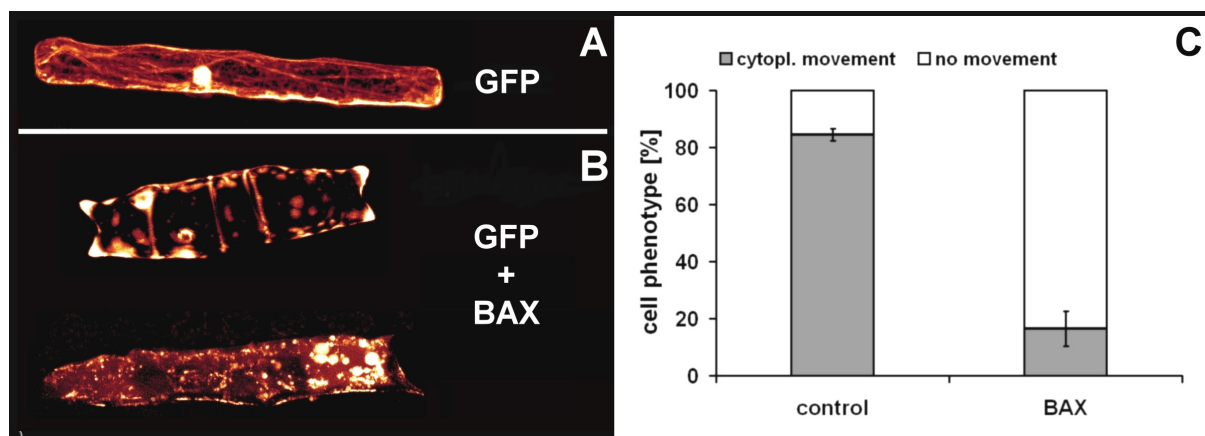 A
GFP
B
GFP
+
BAX
C
cytopl. movement no movement
cell phenotype [%]
100
80
60
40
20
0
control BAX